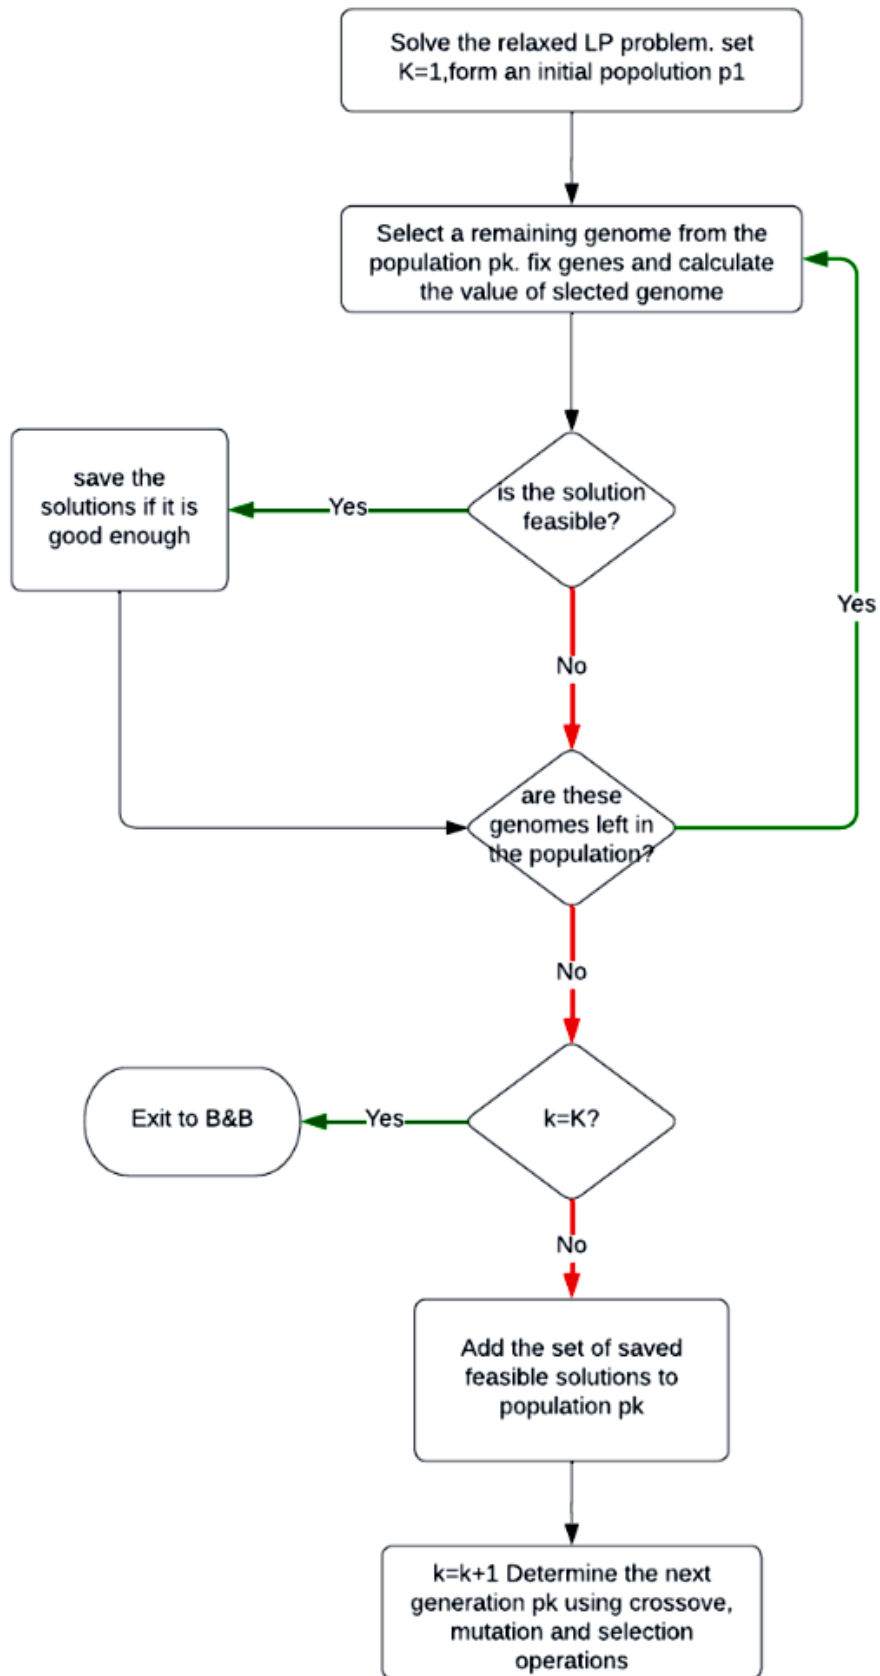 Solve the relaxed LP problem. set
K=1,form an initial popolution p1
Select a remaining genome from the
population pk. fix genes and calculate
the value of slected genome
is the solution
feasible?
Yes
save the
solutions if it is
good enough
No
Yes
are these
genomes left in
the population?
No
k=K?
Yes
Exit to B&B
No
Add the set of saved
feasible solutions to
population pk
k=k+1 Determine the next
generation pk using crossove,
mutation and selection
operations